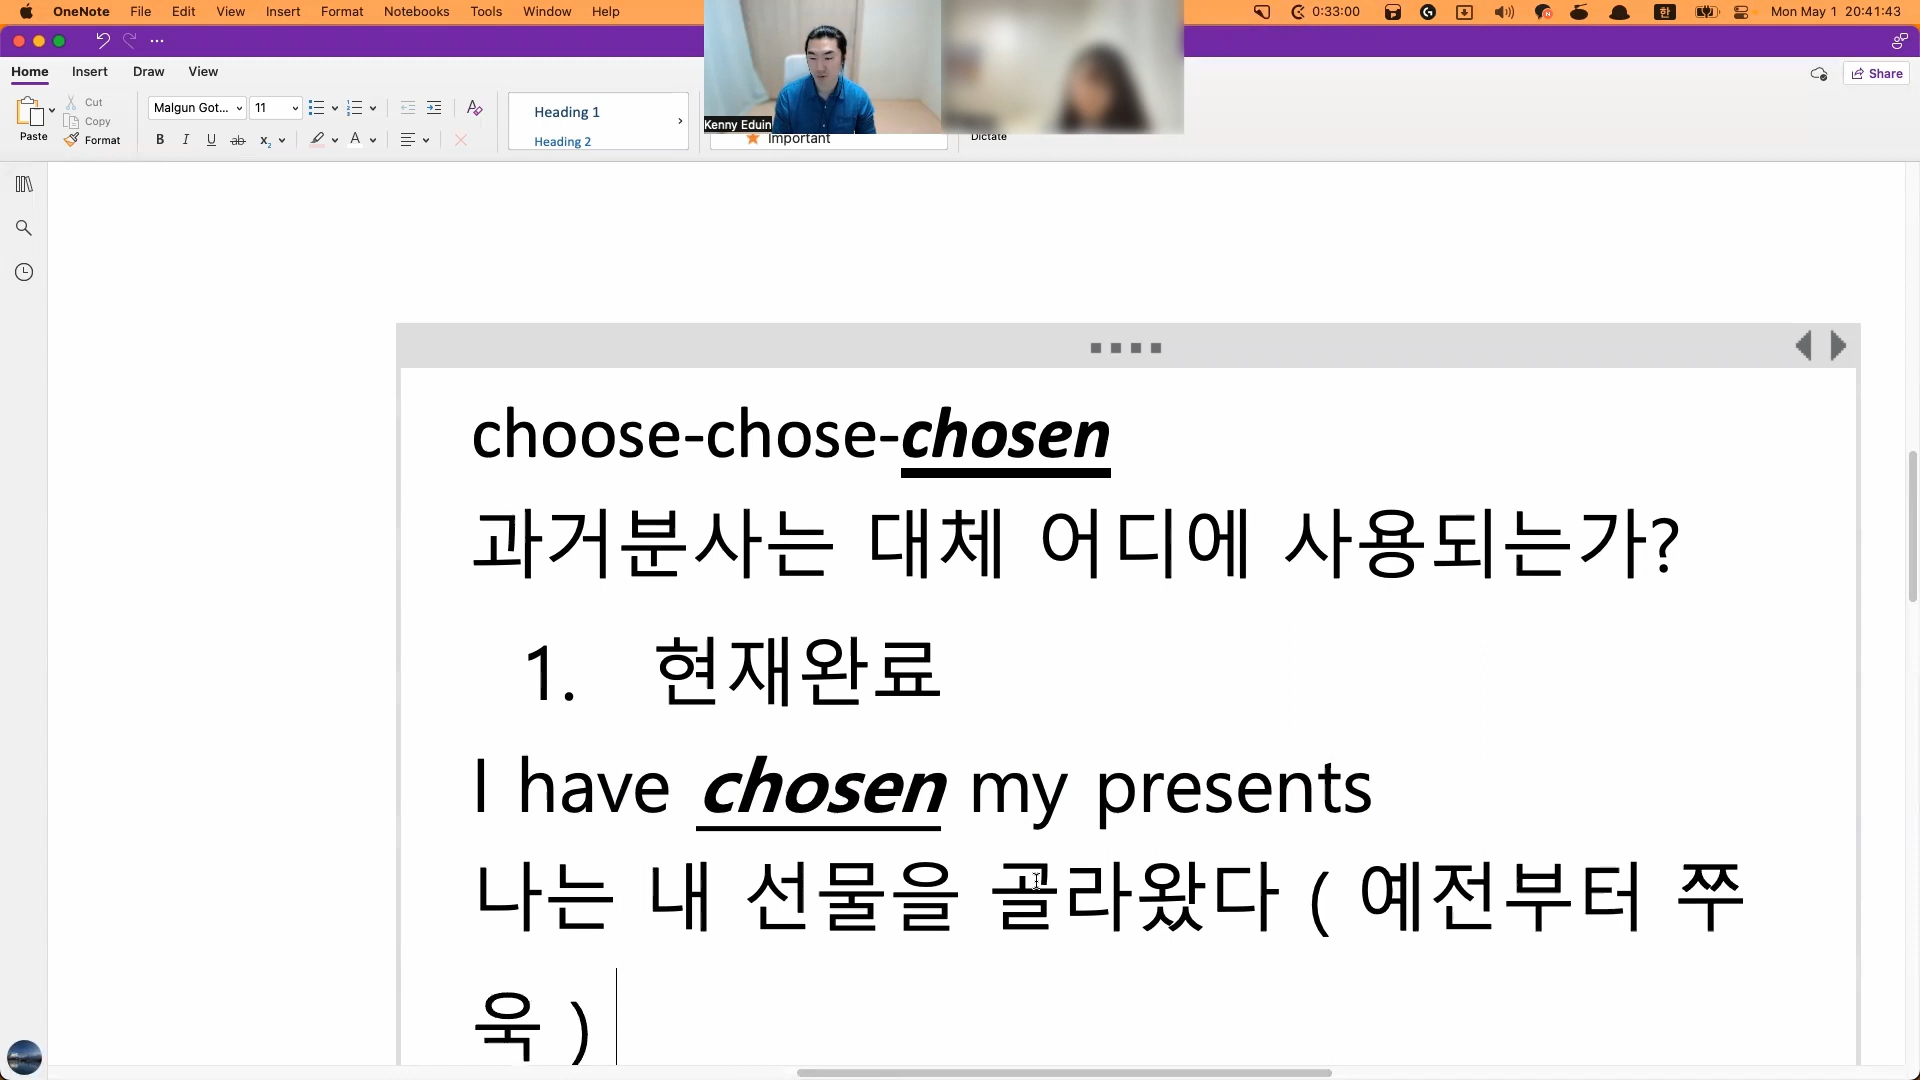 OneNote File Edit View Insert Format Notebooks Tools Window Help 0:33:00 한 Mon May 1 20:41:43
Home Insert Draw View
Share
Paste
Cut
Copy
Format
Malgun Got... 11
B I U ab x₂ A
Heading 1
Heading 2
Important
Dictate
Kenny Eduin
choose-chose-chosen
과거분사는 대체 어디에 사용되는가?
1. 현재완료
I have chosen my presents
나는 내 선물을 골라왔다 ( 예전부터 쭈
욱 )